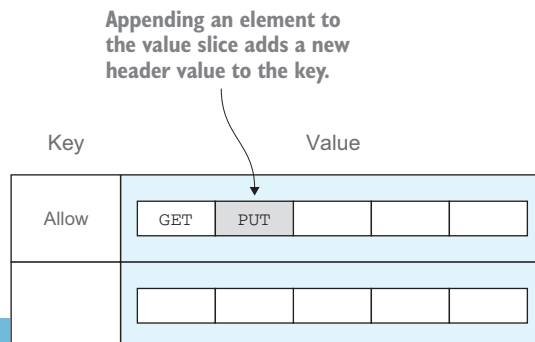 Appending an element to
the value slice adds a new
header value to the key.
Key Value
Allow GET PUT